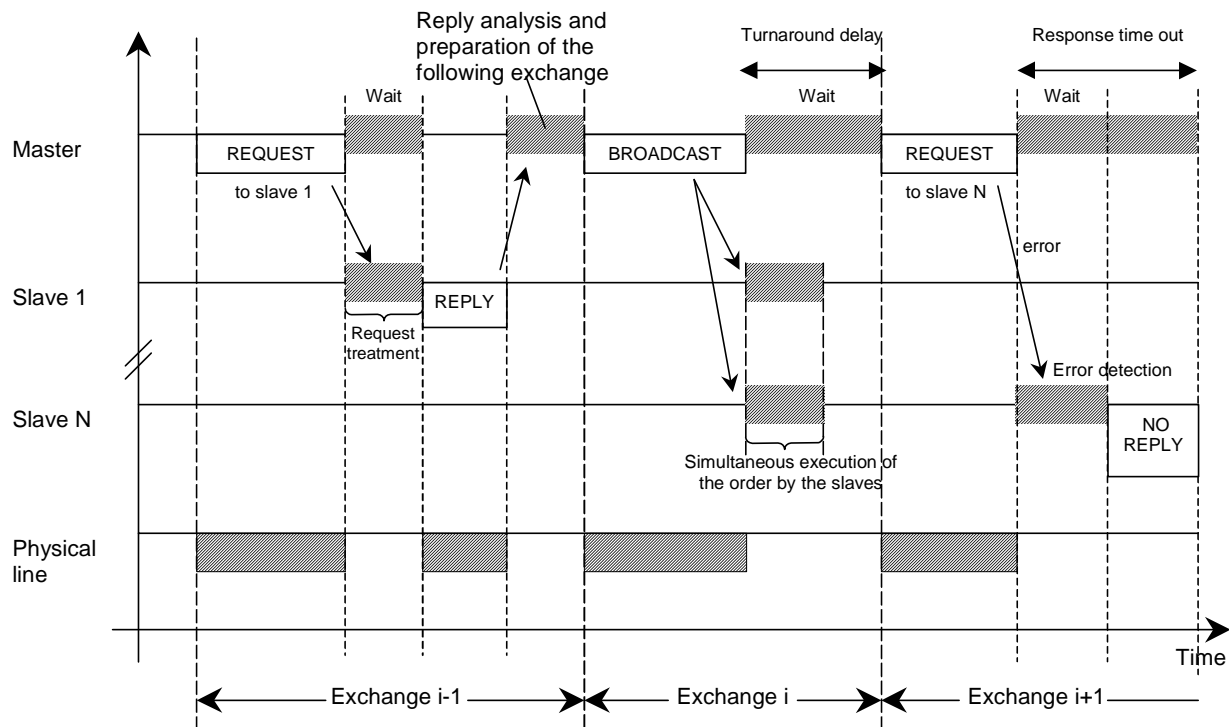 Reply analysis and
preparation of the
following exchange
Turnaround delay
Response time out
Wait
Wait
Wait
Master
REQUEST
BROADCAST
REQUEST
to slave 1
to slave N
error
Slave 1
REPLY
Request
treatment
Error detection
Slave N
NO
REPLY
Simultaneous execution of
the order by the slaves
Physical
line
Time
Exchange i-1
Exchange i
Exchange i+1